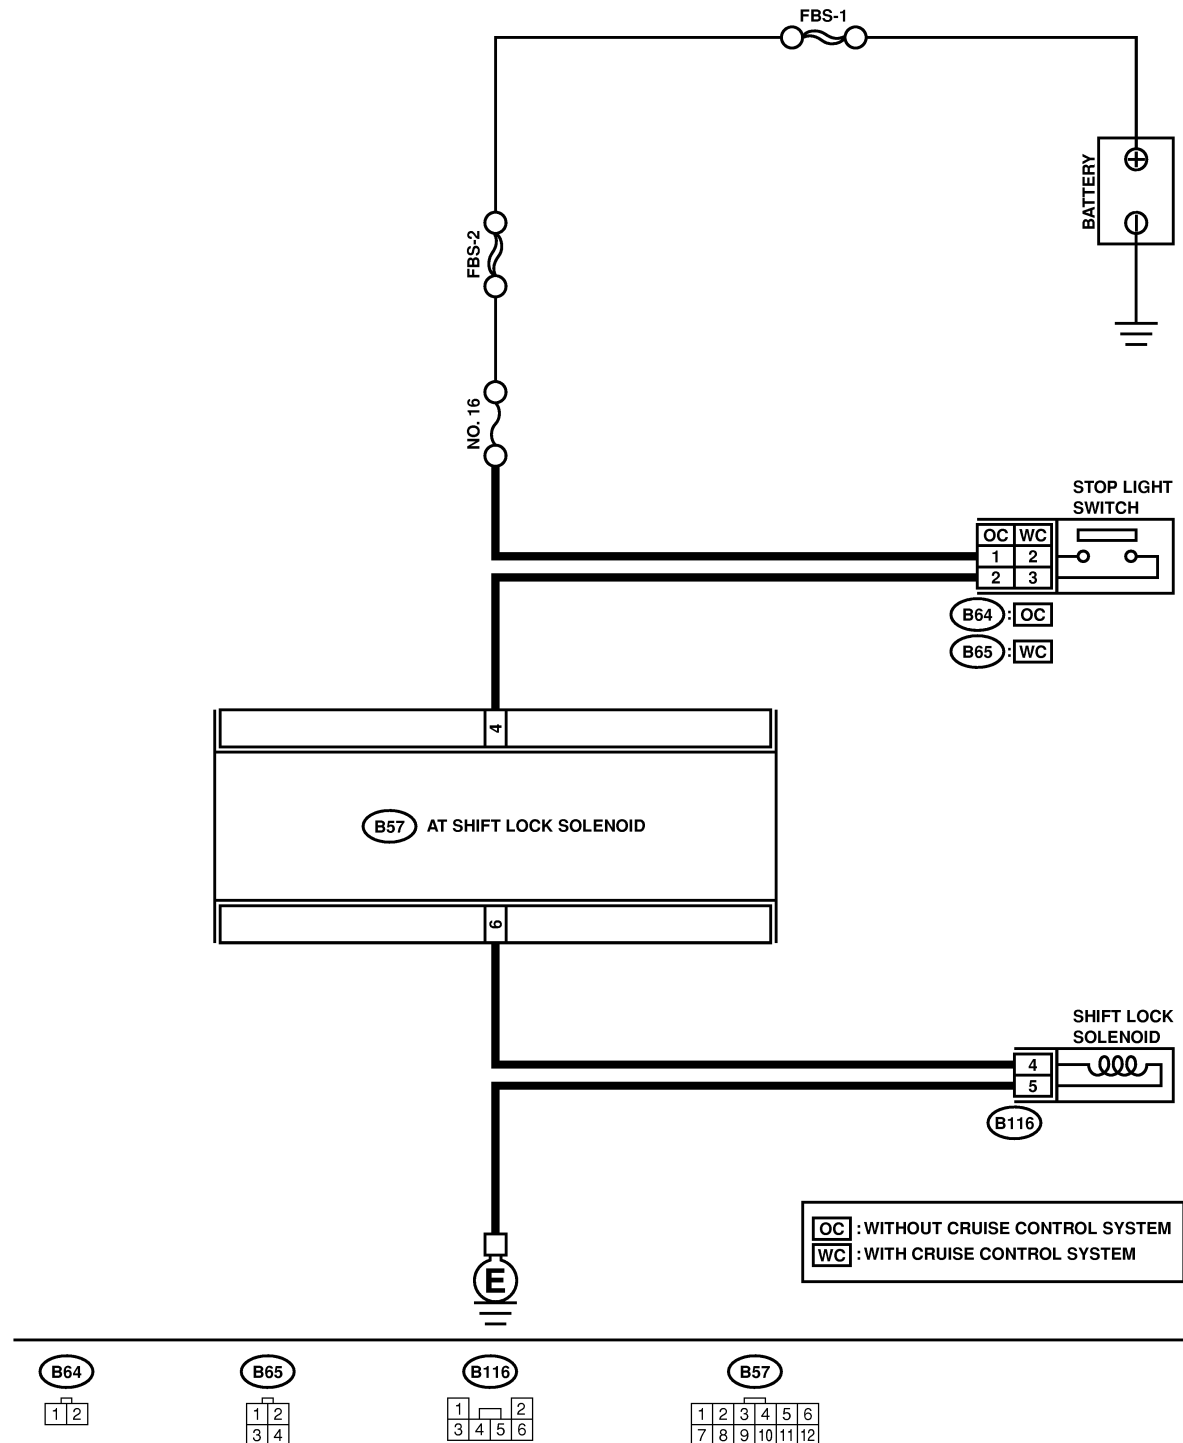 FBS-1
BATTERY
FBS-2
NO. 16
STOP LIGHT
SWITCH
OC WC
1 2
2 3
B64 : OC
B65 : WC
4
B57 AT SHIFT LOCK SOLENOID
6
SHIFT LOCK
SOLENOID
4
5
B116
OC : WITHOUT CRUISE CONTROL SYSTEM
WC : WITH CRUISE CONTROL SYSTEM
E
B64 B65 B116 B57
1 2
1 2
3 4
1 2
3 4 5 6
1 2 3 4 5 6
7 8 9 10 11 12